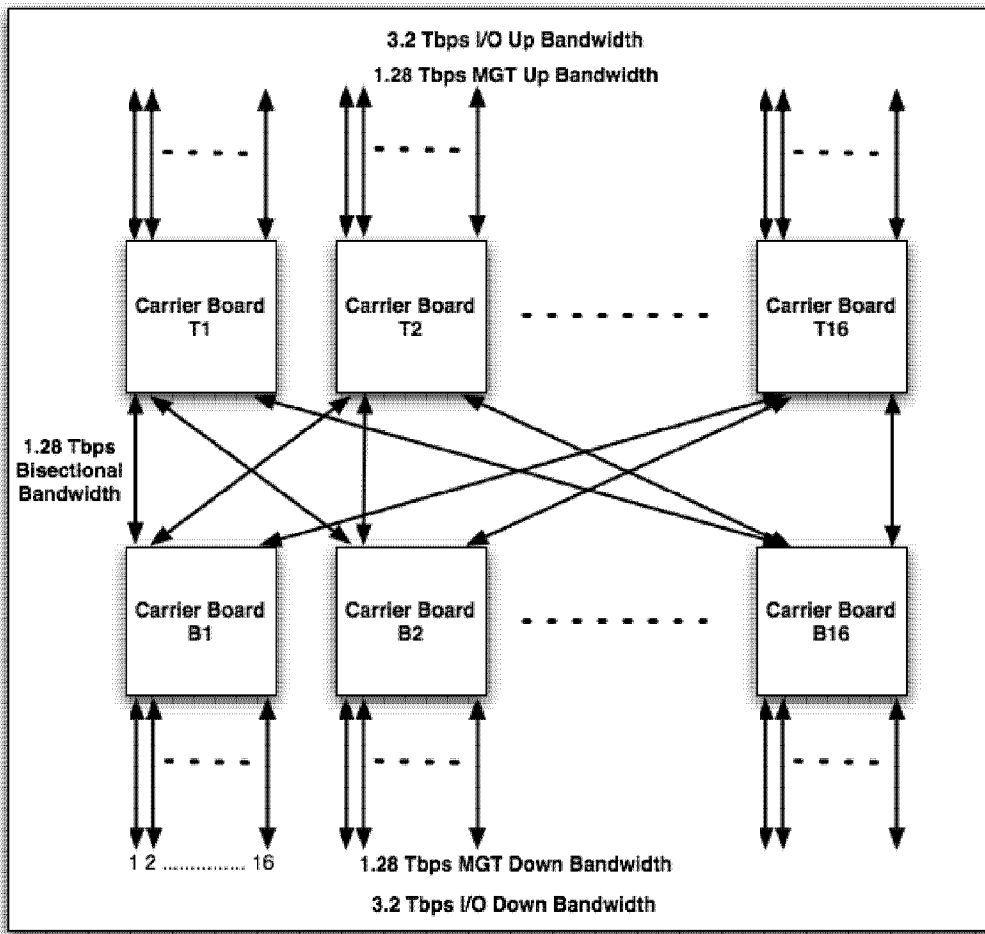 3.2 Tbps I/O Up Bandwidth
1.28 Tbps MGT Up Bandwidth
Carrier Board
T1
Carrier Board
T2
Carrier Board
T16
1.28 Tbps
Bisectional
Bandwidth
Carrier Board
B1
Carrier Board
B2
Carrier Board
B16
1 2 ............... 16
1.28 Tbps MGT Down Bandwidth
3.2 Tbps I/O Down Bandwidth